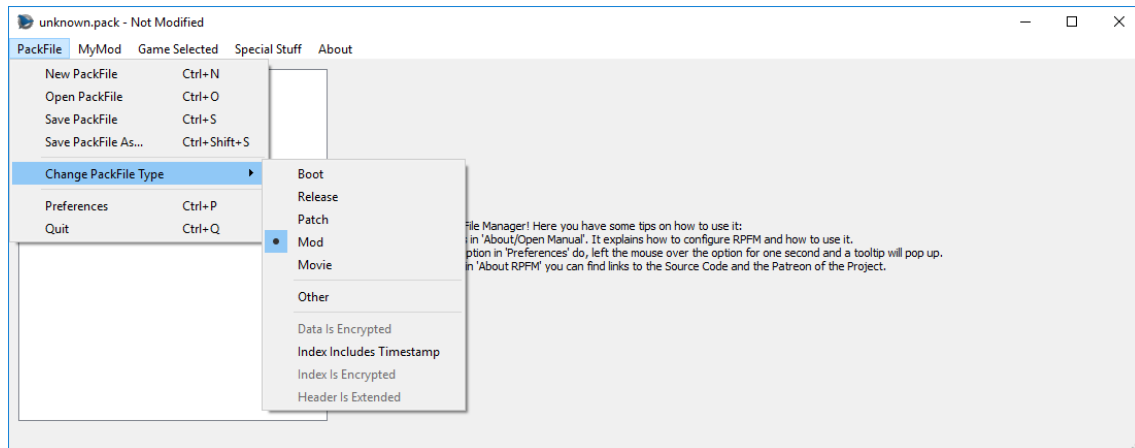 unknown.pack - Not Modified
PackFile MyMod Game Selected Special Stuff About
New PackFile Ctrl+N
Open PackFile Ctrl+O
Save PackFile Ctrl+S
Save PackFile As... Ctrl+Shift+S
Change PackFile Type
Preferences Ctrl+P
Quit Ctrl+Q
Boot
Release
Patch
Mod
Movie
Other
Data Is Encrypted
Index Includes Timestamp
Index Is Encrypted
Header Is Extended
File Manager! Here you have some tips on how to use it:
in 'About/Open Manual'. It explains how to configure RPFM and how to use it.
option in 'Preferences' do, left the mouse over the option for one second and a tooltip will pop up.
in 'About RPFM' you can find links to the Source Code and the Patreon of the Project.